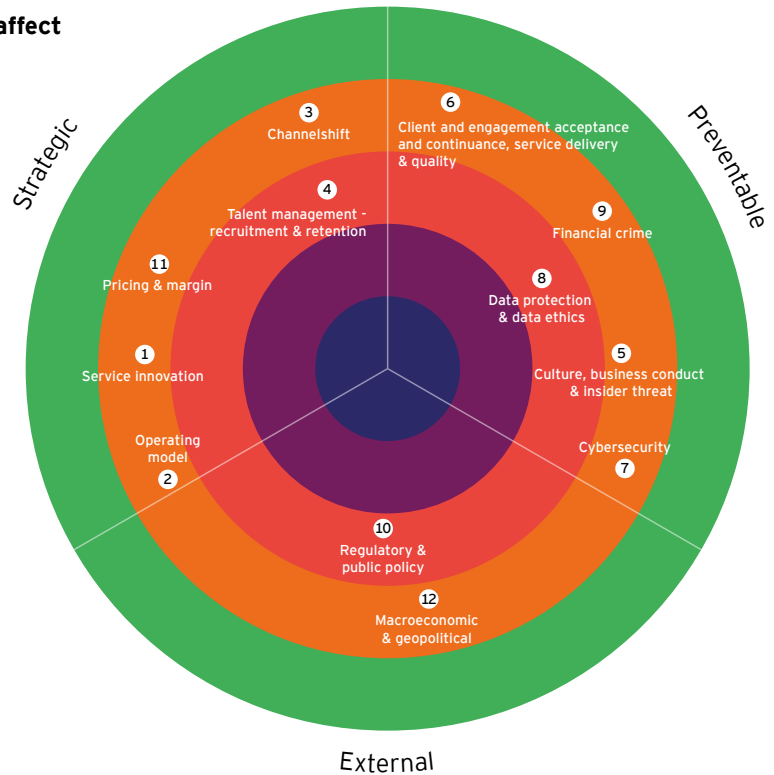 affect
Strategic
Preventable
External
3
Channelshift
4
Talent management -
recruitment & retention
11
Pricing & margin
1
Service innovation
Operating
model
2
6
Client and engagement acceptance
and continuance, service delivery
& quality
9
Financial crime
8
Data protection
& data ethics
5
Culture, business conduct
& insider threat
Cybersecurity
7
10
Regulatory &
public policy
12
Macroeconomic
& geopolitical